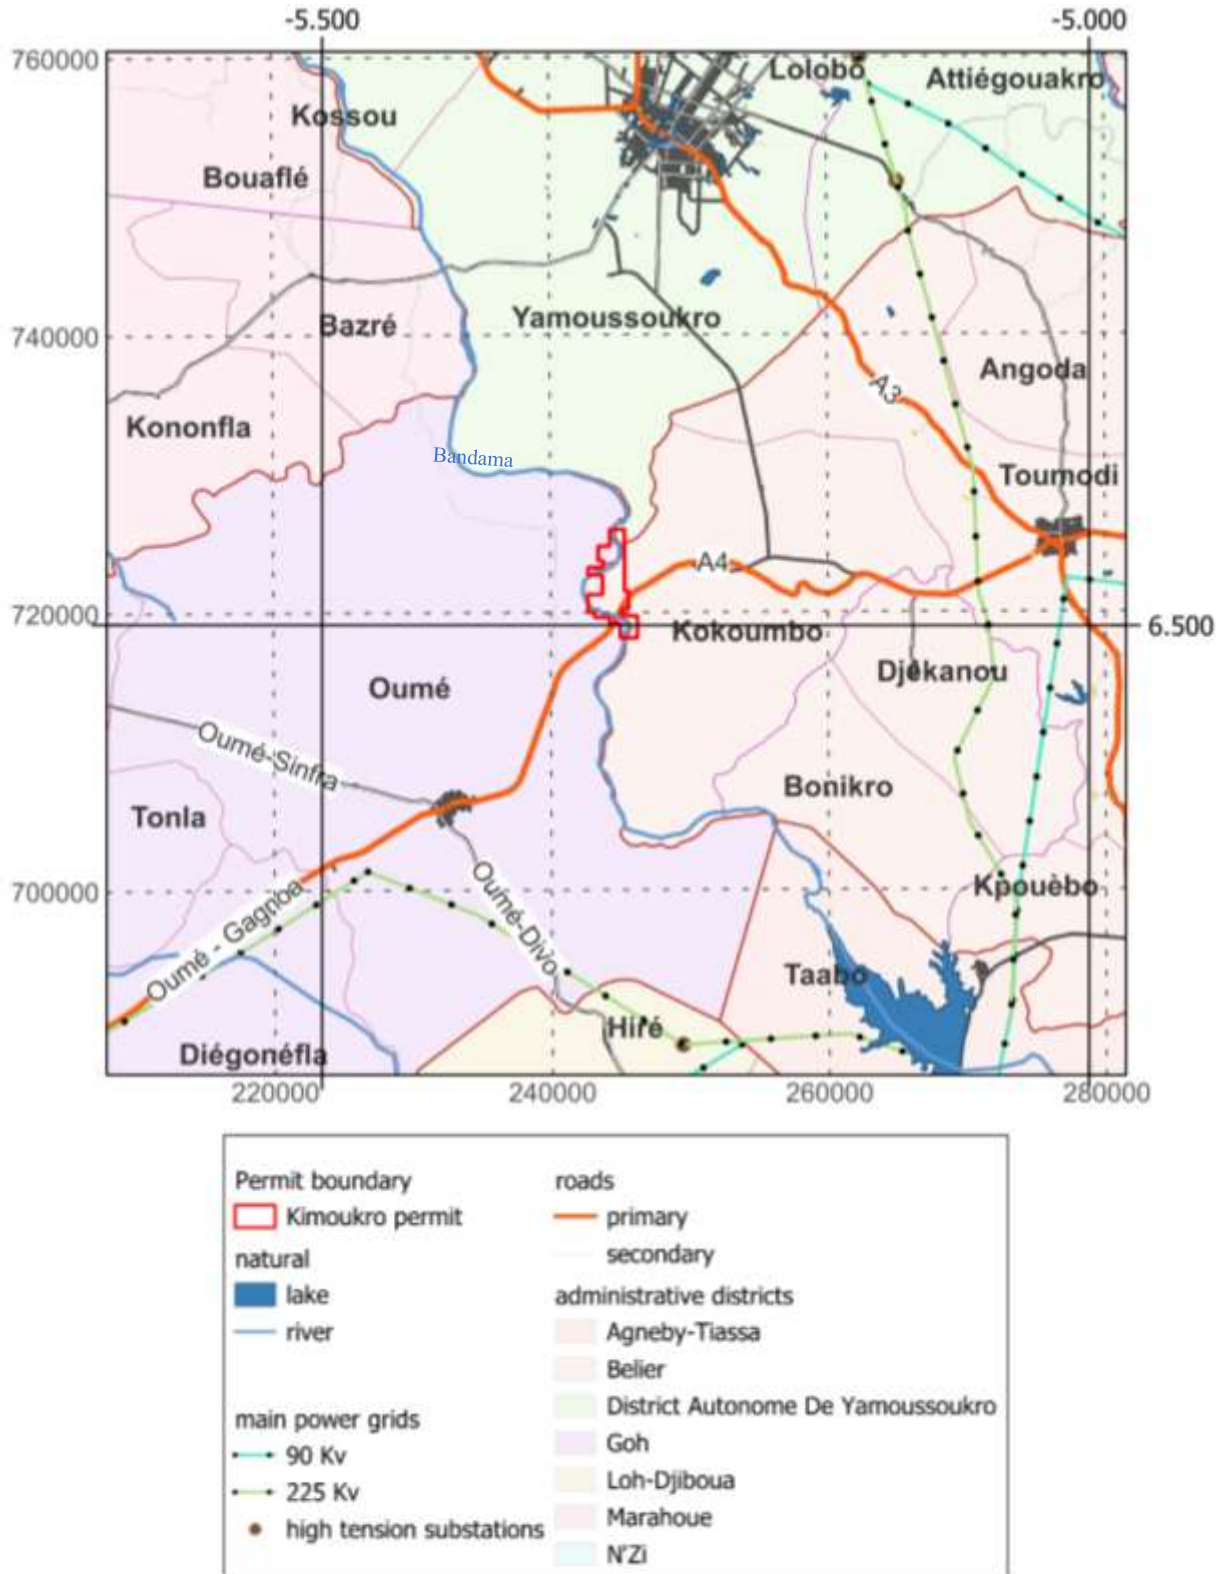 -5.500
-5.000
760000
Lolobo
Attiégouakro
Kossou
Bouaflé
740000
Bazré
Yamoussoukro
Angoda
A3
Kononfla
Bandama
Toumodi
A4
720000
6.500
Kokoumbo
Djékanou
Oumé
Oumé-Sinfra
Bonikro
Tonla
700000
Oumé-Divo
Kpouèbo
Oumé - Gagnoa
Taabo
Hiré
Diégonéfla
220000
240000
260000
280000
Permit boundary
Kimoukro permit
natural
lake
river
main power grids
90 Kv
225 Kv
high tension substations
roads
primary
secondary
administrative districts
Agneby-Tiassa
Belier
District Autonome De Yamoussoukro
Goh
Loh-Djiboua
Marahoue
N'Zi